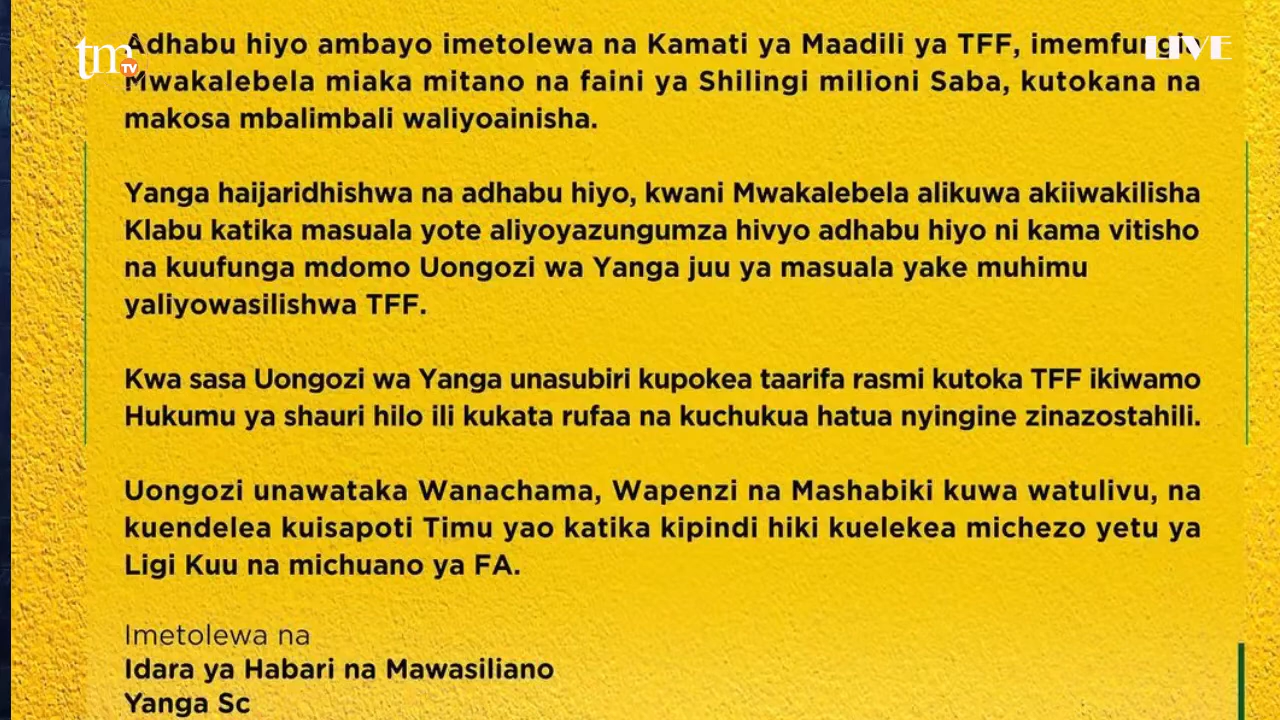 tm
TV
LIVE
Adhabu hiyo ambayo imetolewa na Kamati ya Maadili ya TFF, imemfungia
Mwakalebela miaka mitano na faini ya Shilingi milioni Saba, kutokana na
makosa mbalimbali waliyoainisha.
Yanga haijaridhishwa na adhabu hiyo, kwani Mwakalebela alikuwa akiiwakilisha
Klabu katika masuala yote aliyoyazungumza hivyo adhabu hiyo ni kama vitisho
na kuufunga mdomo Uongozi wa Yanga juu ya masuala yake muhimu
yaliyowasilishwa TFF.
Kwa sasa Uongozi wa Yanga unasubiri kupokea taarifa rasmi kutoka TFF ikiwamo
Hukumu ya shauri hilo ili kukata rufaa na kuchukua hatua nyingine zinazostahili.
Uongozi unawataka Wanachama, Wapenzi na Mashabiki kuwa watulivu, na
kuendelea kuisapoti Timu yao katika kipindi hiki kuelekea michezo yetu ya
Ligi Kuu na michuano ya FA.
Imetolewa na
Idara ya Habari na Mawasiliano
Yanga Sc